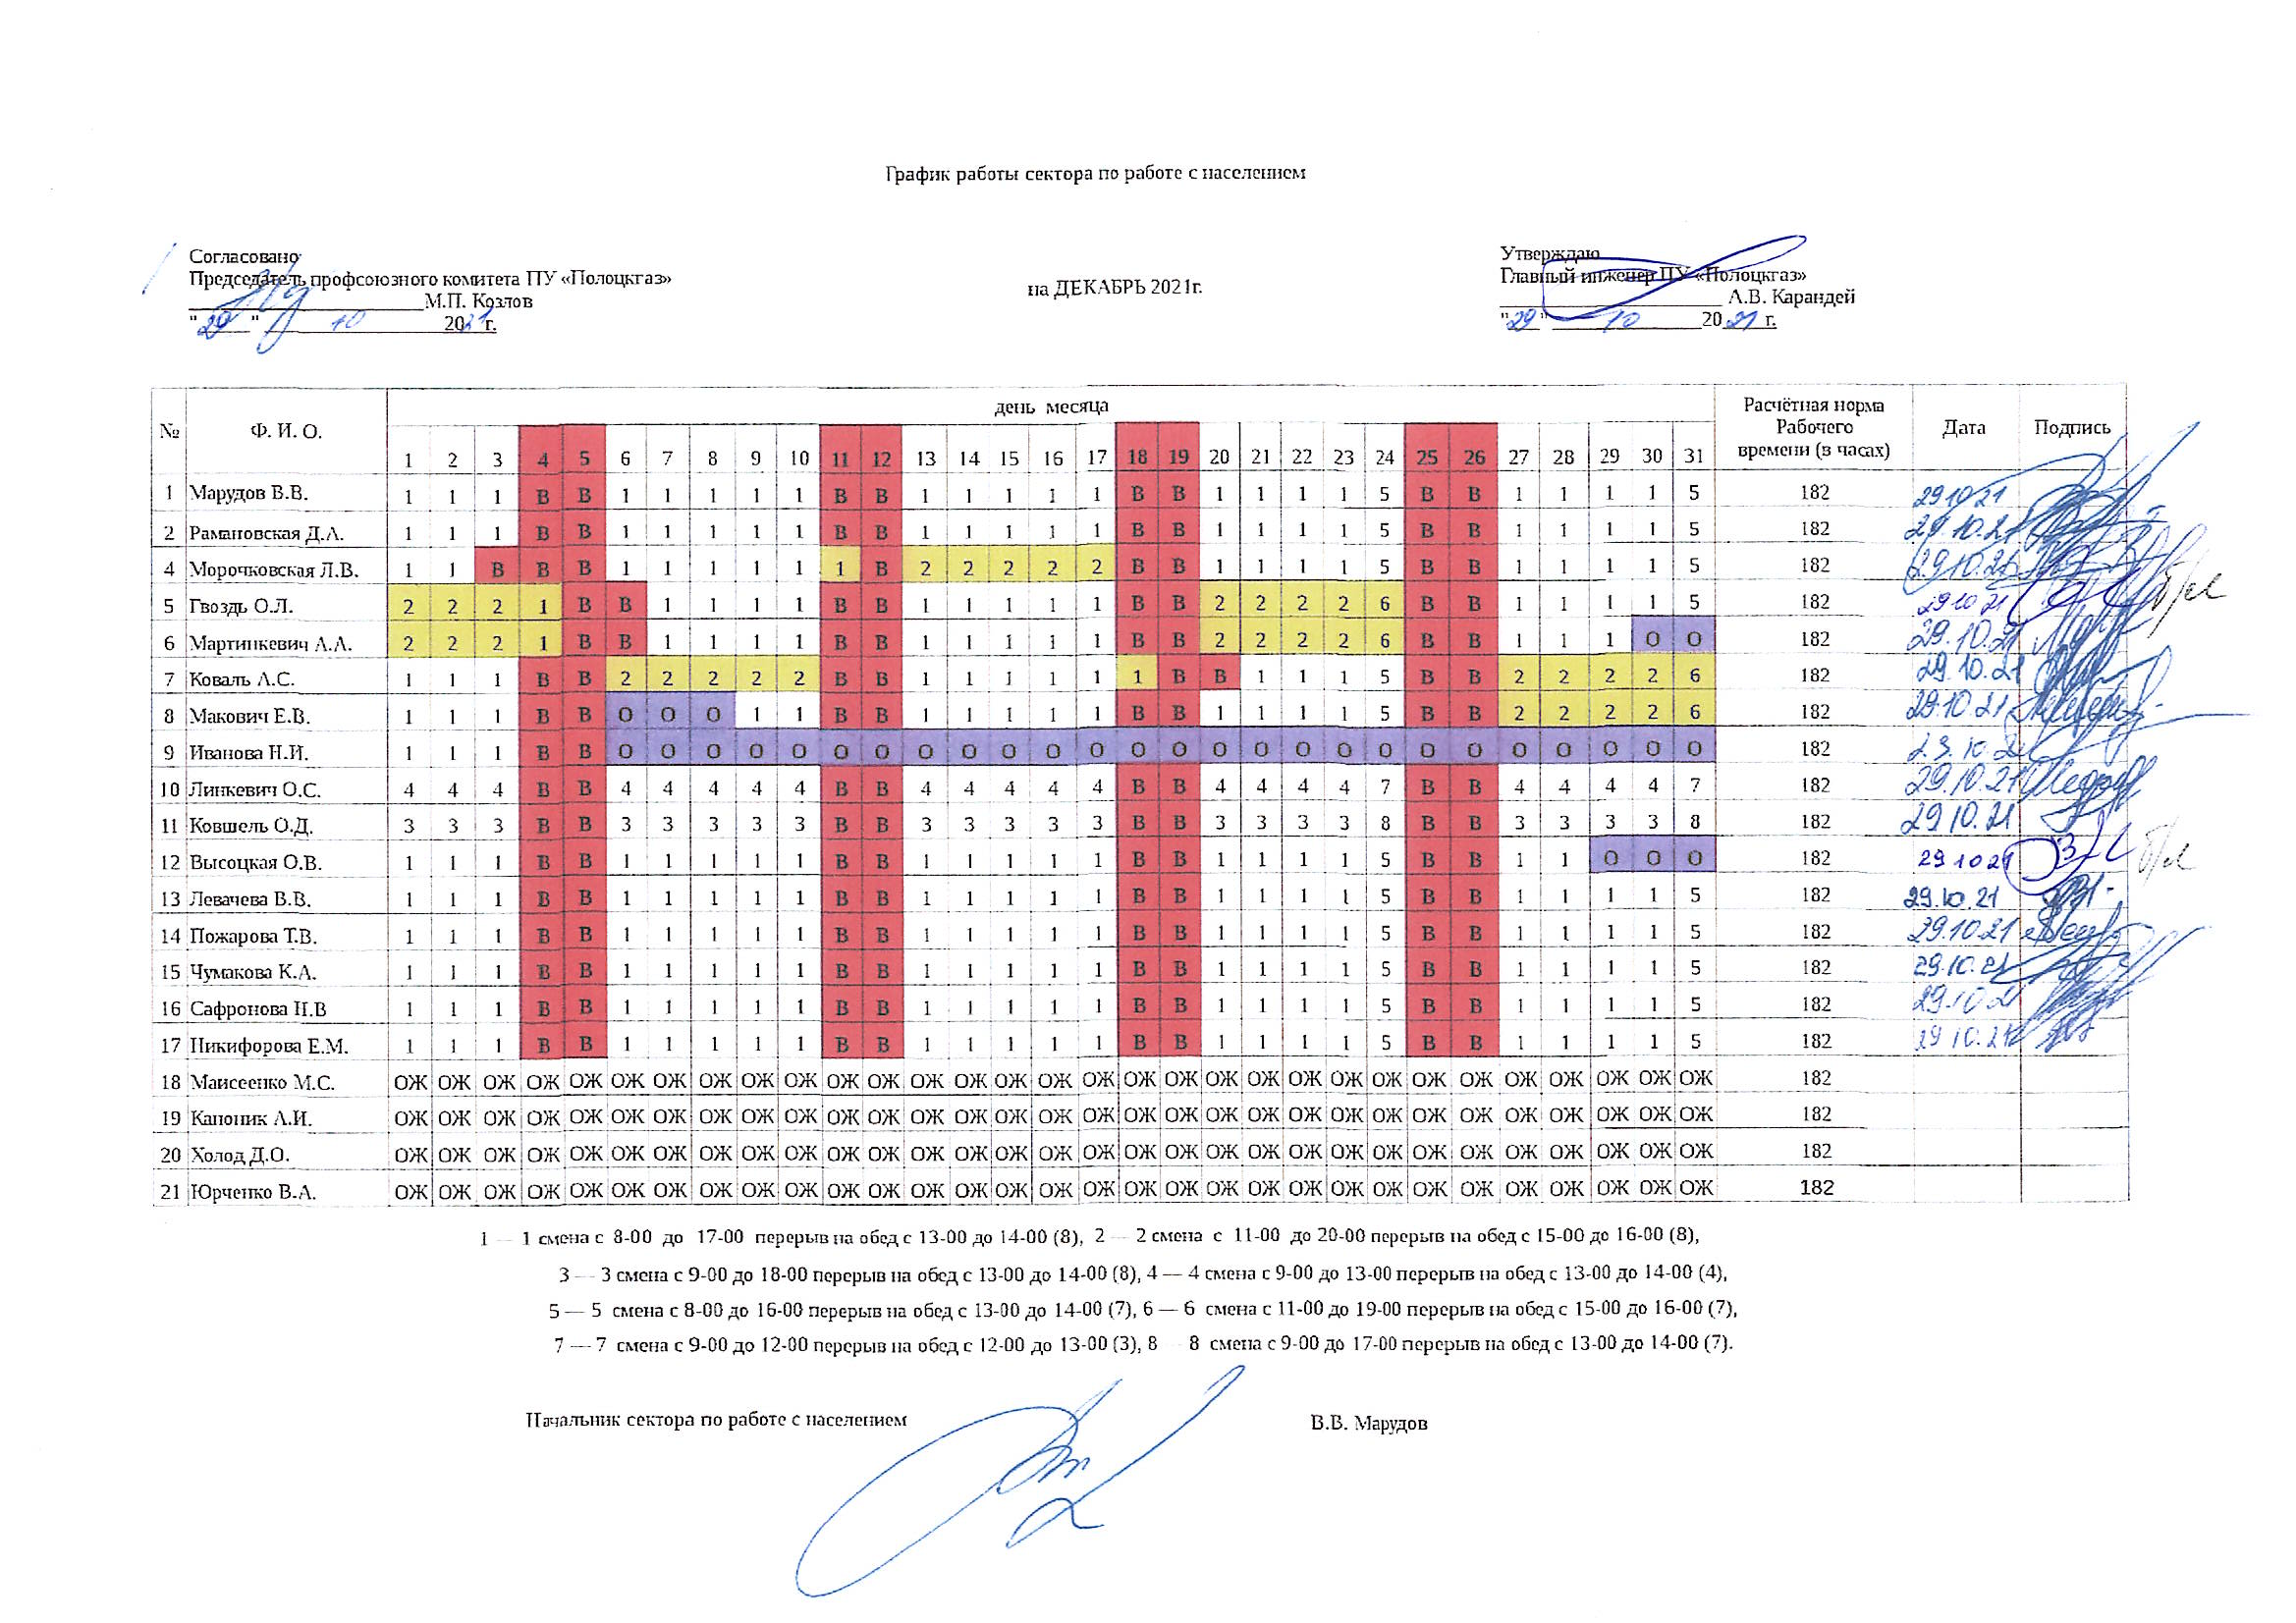 График работы сектора по работе с населением
Согласовано
Председатель профсоюзного комитета ПУ «Полоцкгаз»
М.П. Козлов
"29" 10 2021 г.
на ДЕКАБРЬ 2021г.
Утверждаю
Главный инженер ПУ «Полоцкгаз»
А.В. Карандей
"29" 10 2021 г.
№ Ф. И. О. день месяца Расчётная норма Рабочего времени (в часах) Дата Подпись
1 2 3 4 5 6 7 8 9 10 11 12 13 14 15 16 17 18 19 20 21 22 23 24 25 26 27 28 29 30 31
1 Марудов В.В. 1 1 1 В В 1 1 1 1 1 В В 1 1 1 1 1 В В 1 1 1 1 5 В В 1 1 1 1 5 182 29.10.21
2 Рамановская Д.А. 1 1 1 В В 1 1 1 1 1 В В 1 1 1 1 1 В В 1 1 1 1 5 В В 1 1 1 1 5 182 29.10.21
4 Морочковская Л.В. 1 1 В В В 1 1 1 1 1 1 В 2 2 2 2 2 В В 1 1 1 1 5 В В 1 1 1 1 5 182 29.10.21
5 Гвоздь О.Л. 2 2 2 1 В В 1 1 1 1 В В 1 1 1 1 1 В В 2 2 2 2 6 В В 1 1 1 1 5 182 29.10.21 б/л
6 Мартинкевич А.А. 2 2 2 1 В В 1 1 1 1 В В 1 1 1 1 1 В В 2 2 2 2 6 В В 1 1 1 О О 182 29.10.21
7 Коваль А.С. 1 1 1 В В 2 2 2 2 2 В В 1 1 1 1 1 1 В В 1 1 1 5 В В 2 2 2 2 6 182 29.10.21
8 Макович Е.В. 1 1 1 В В О О О 1 1 В В 1 1 1 1 1 В В 1 1 1 1 5 В В 2 2 2 2 6 182 29.10.21
9 Иванова Н.И. 1 1 1 В В О О О О О О О О О О О О О О О О О О О О О О О О О О 182
10 Линкевич О.С. 4 4 4 В В 4 4 4 4 4 В В 4 4 4 4 4 В В 4 4 4 4 7 В В 4 4 4 4 7 182 29.10.21
11 Ковшель О.Д. 3 3 3 В В 3 3 3 3 3 В В 3 3 3 3 3 В В 3 3 3 3 8 В В 3 3 3 3 8 182 29.10.21
12 Высоцкая О.В. 1 1 1 В В 1 1 1 1 1 В В 1 1 1 1 1 В В 1 1 1 1 5 В В 1 1 О О О 182 29.10.21 б/л
13 Левачева В.В. 1 1 1 В В 1 1 1 1 1 В В 1 1 1 1 1 В В 1 1 1 1 5 В В 1 1 1 1 5 182 29.10.21
14 Пожарова Т.В. 1 1 1 В В 1 1 1 1 1 В В 1 1 1 1 1 В В 1 1 1 1 5 В В 1 1 1 1 5 182 29.10.21
15 Чумакова К.А. 1 1 1 В В 1 1 1 1 1 В В 1 1 1 1 1 В В 1 1 1 1 5 В В 1 1 1 1 5 182 29.10.21
16 Сафронова Н.В 1 1 1 В В 1 1 1 1 1 В В 1 1 1 1 1 В В 1 1 1 1 5 В В 1 1 1 1 5 182 29.10.21
17 Никифорова Е.М. 1 1 1 В В 1 1 1 1 1 В В 1 1 1 1 1 В В 1 1 1 1 5 В В 1 1 1 1 5 182 29.10.21
18 Маисеенко М.С. ОЖ ОЖ ОЖ ОЖ ОЖ ОЖ ОЖ ОЖ ОЖ ОЖ ОЖ ОЖ ОЖ ОЖ ОЖ ОЖ ОЖ ОЖ ОЖ ОЖ ОЖ ОЖ ОЖ ОЖ ОЖ ОЖ ОЖ ОЖ ОЖ ОЖ ОЖ 182
19 Каноник А.И. ОЖ ОЖ ОЖ ОЖ ОЖ ОЖ ОЖ ОЖ ОЖ ОЖ ОЖ ОЖ ОЖ ОЖ ОЖ ОЖ ОЖ ОЖ ОЖ ОЖ ОЖ ОЖ ОЖ ОЖ ОЖ ОЖ ОЖ ОЖ ОЖ ОЖ ОЖ 182
20 Холод Д.О. ОЖ ОЖ ОЖ ОЖ ОЖ ОЖ ОЖ ОЖ ОЖ ОЖ ОЖ ОЖ ОЖ ОЖ ОЖ ОЖ ОЖ ОЖ ОЖ ОЖ ОЖ ОЖ ОЖ ОЖ ОЖ ОЖ ОЖ ОЖ ОЖ ОЖ ОЖ 182
21 Юрченко В.А. ОЖ ОЖ ОЖ ОЖ ОЖ ОЖ ОЖ ОЖ ОЖ ОЖ ОЖ ОЖ ОЖ ОЖ ОЖ ОЖ ОЖ ОЖ ОЖ ОЖ ОЖ ОЖ ОЖ ОЖ ОЖ ОЖ ОЖ ОЖ ОЖ ОЖ ОЖ 182
1 — 1 смена с 8-00 до 17-00 перерыв на обед с 13-00 до 14-00 (8), 2 — 2 смена с 11-00 до 20-00 перерыв на обед с 15-00 до 16-00 (8),
3 — 3 смена с 9-00 до 18-00 перерыв на обед с 13-00 до 14-00 (8), 4 — 4 смена с 9-00 до 13-00 перерыв на обед с 13-00 до 14-00 (4),
5 — 5 смена с 8-00 до 16-00 перерыв на обед с 13-00 до 14-00 (7), 6 — 6 смена с 11-00 до 19-00 перерыв на обед с 15-00 до 16-00 (7),
7 — 7 смена с 9-00 до 12-00 перерыв на обед с 12-00 до 13-00 (3), 8 — 8 смена с 9-00 до 17-00 перерыв на обед с 13-00 до 14-00 (7).
Начальник сектора по работе с населением В.В. Марудов